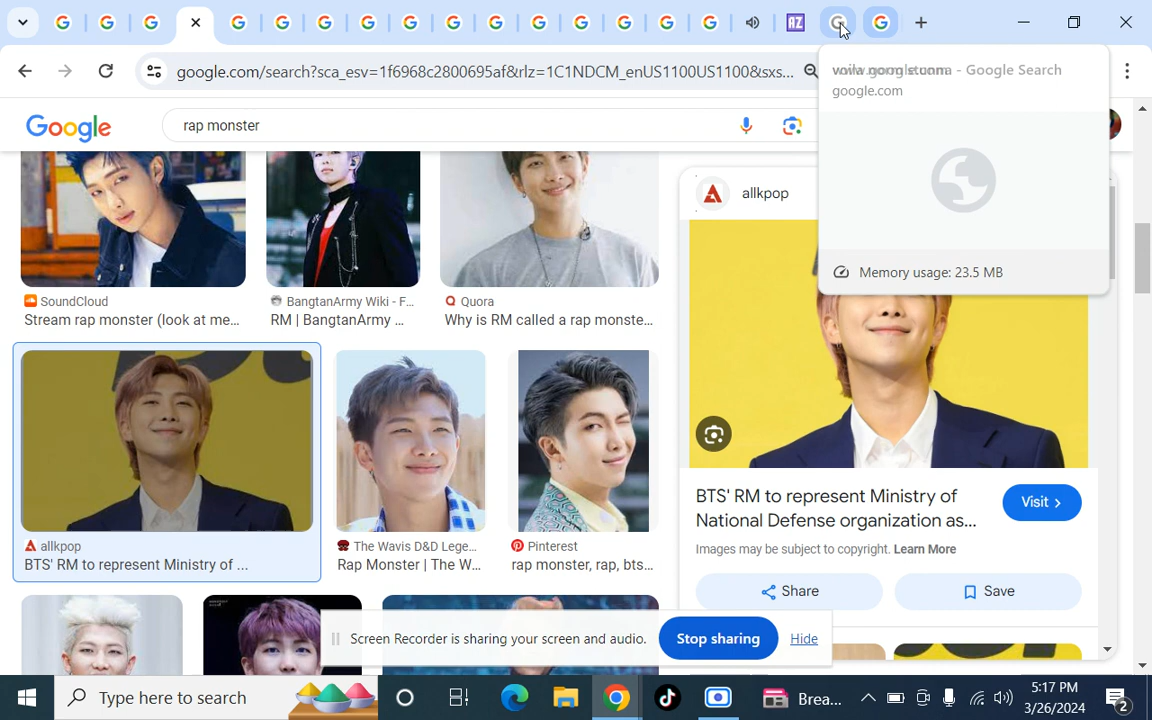 google.com/search?sca_esv=1f6968c2800695af&rlz=1C1NDCM_enUS1100US1100&sxs...
- Google Search
google.com
Memory usage: 23.5 MB
Google
rap monster
allkpop
SoundCloud
Stream rap monster (look at me...
BangtanArmy Wiki - F...
RM | BangtanArmy ...
Quora
Why is RM called a rap monste...
allkpop
BTS' RM to represent Ministry of ...
The Wavis D&D Lege...
Rap Monster | The W...
Pinterest
rap monster, rap, bts...
BTS' RM to represent Ministry of
National Defense organization as...
Visit
Images may be subject to copyright. Learn More
Share
Save
Screen Recorder is sharing your screen and audio.
Stop sharing
Hide
Type here to search
Brea...
5:17 PM
3/26/2024
2